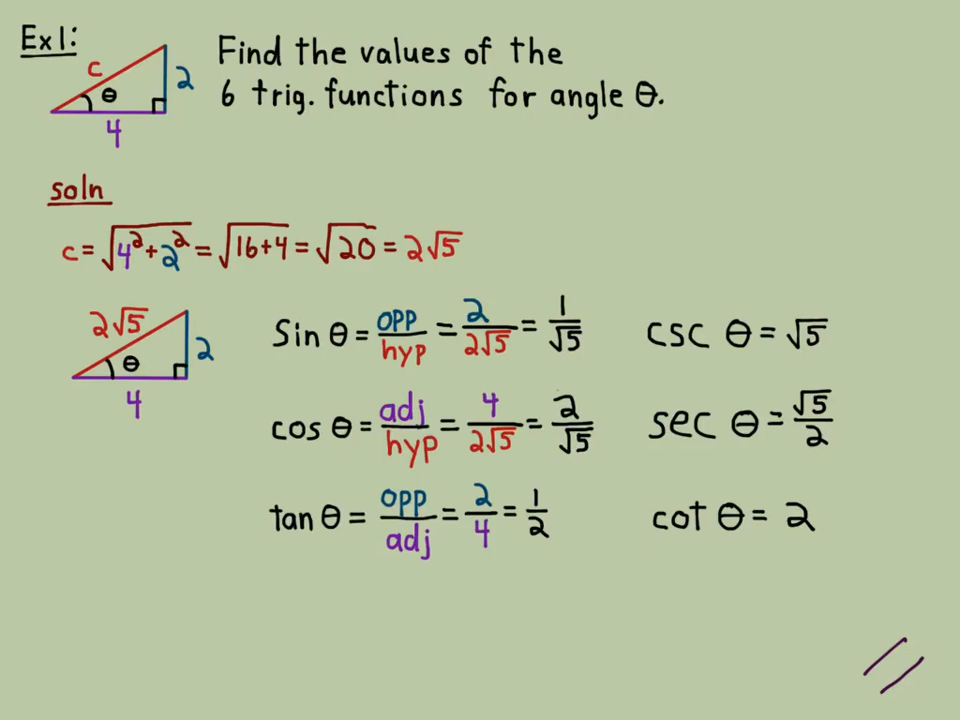 Ex1:
Find the values of the
6 trig. functions for angle θ.
c
2
θ
4
soln
c = √(4² + 2²) = √(16+4) = √20 = 2√5
2√5
2
θ
4
Sin θ = opp/hyp = 2/2√5 = 1/√5
csc θ = √5
cos θ = adj/hyp = 4/2√5 = 2/√5
sec θ = √5/2
tan θ = opp/adj = 2/4 = 1/2
cot θ = 2